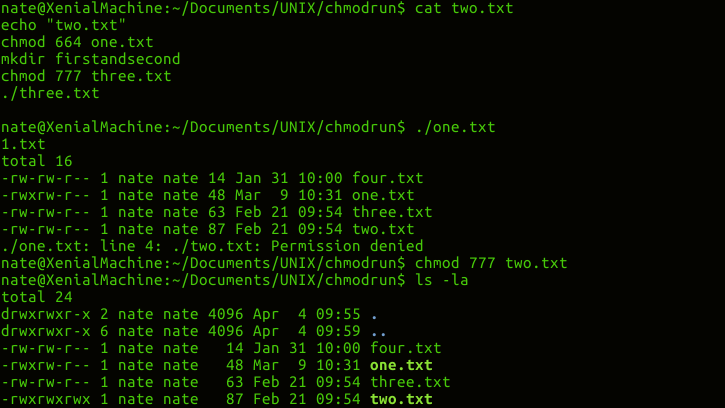 nate@XenialMachine:~/Documents/UNIX/chmodrun$ cat two.txt
echo "two.txt"
chmod 664 one.txt
mkdir firstandsecond
chmod 777 three.txt
./three.txt

nate@XenialMachine:~/Documents/UNIX/chmodrun$ ./one.txt
1.txt
total 16
-rw-rw-r-- 1 nate nate 14 Jan 31 10:00 four.txt
-rwxrw-r-- 1 nate nate 48 Mar  9 10:31 one.txt
-rw-rw-r-- 1 nate nate 63 Feb 21 09:54 three.txt
-rw-rw-r-- 1 nate nate 87 Feb 21 09:54 two.txt
./one.txt: line 4: ./two.txt: Permission denied
nate@XenialMachine:~/Documents/UNIX/chmodrun$ chmod 777 two.txt
nate@XenialMachine:~/Documents/UNIX/chmodrun$ ls -la
total 24
drwxrwxr-x 2 nate nate 4096 Apr  4 09:55 .
drwxrwxr-x 6 nate nate 4096 Apr  4 09:59 ..
-rw-rw-r-- 1 nate nate   14 Jan 31 10:00 four.txt
-rwxrw-r-- 1 nate nate   48 Mar  9 10:31 one.txt
-rw-rw-r-- 1 nate nate   63 Feb 21 09:54 three.txt
-rwxrwxrwx 1 nate nate   87 Feb 21 09:54 two.txt